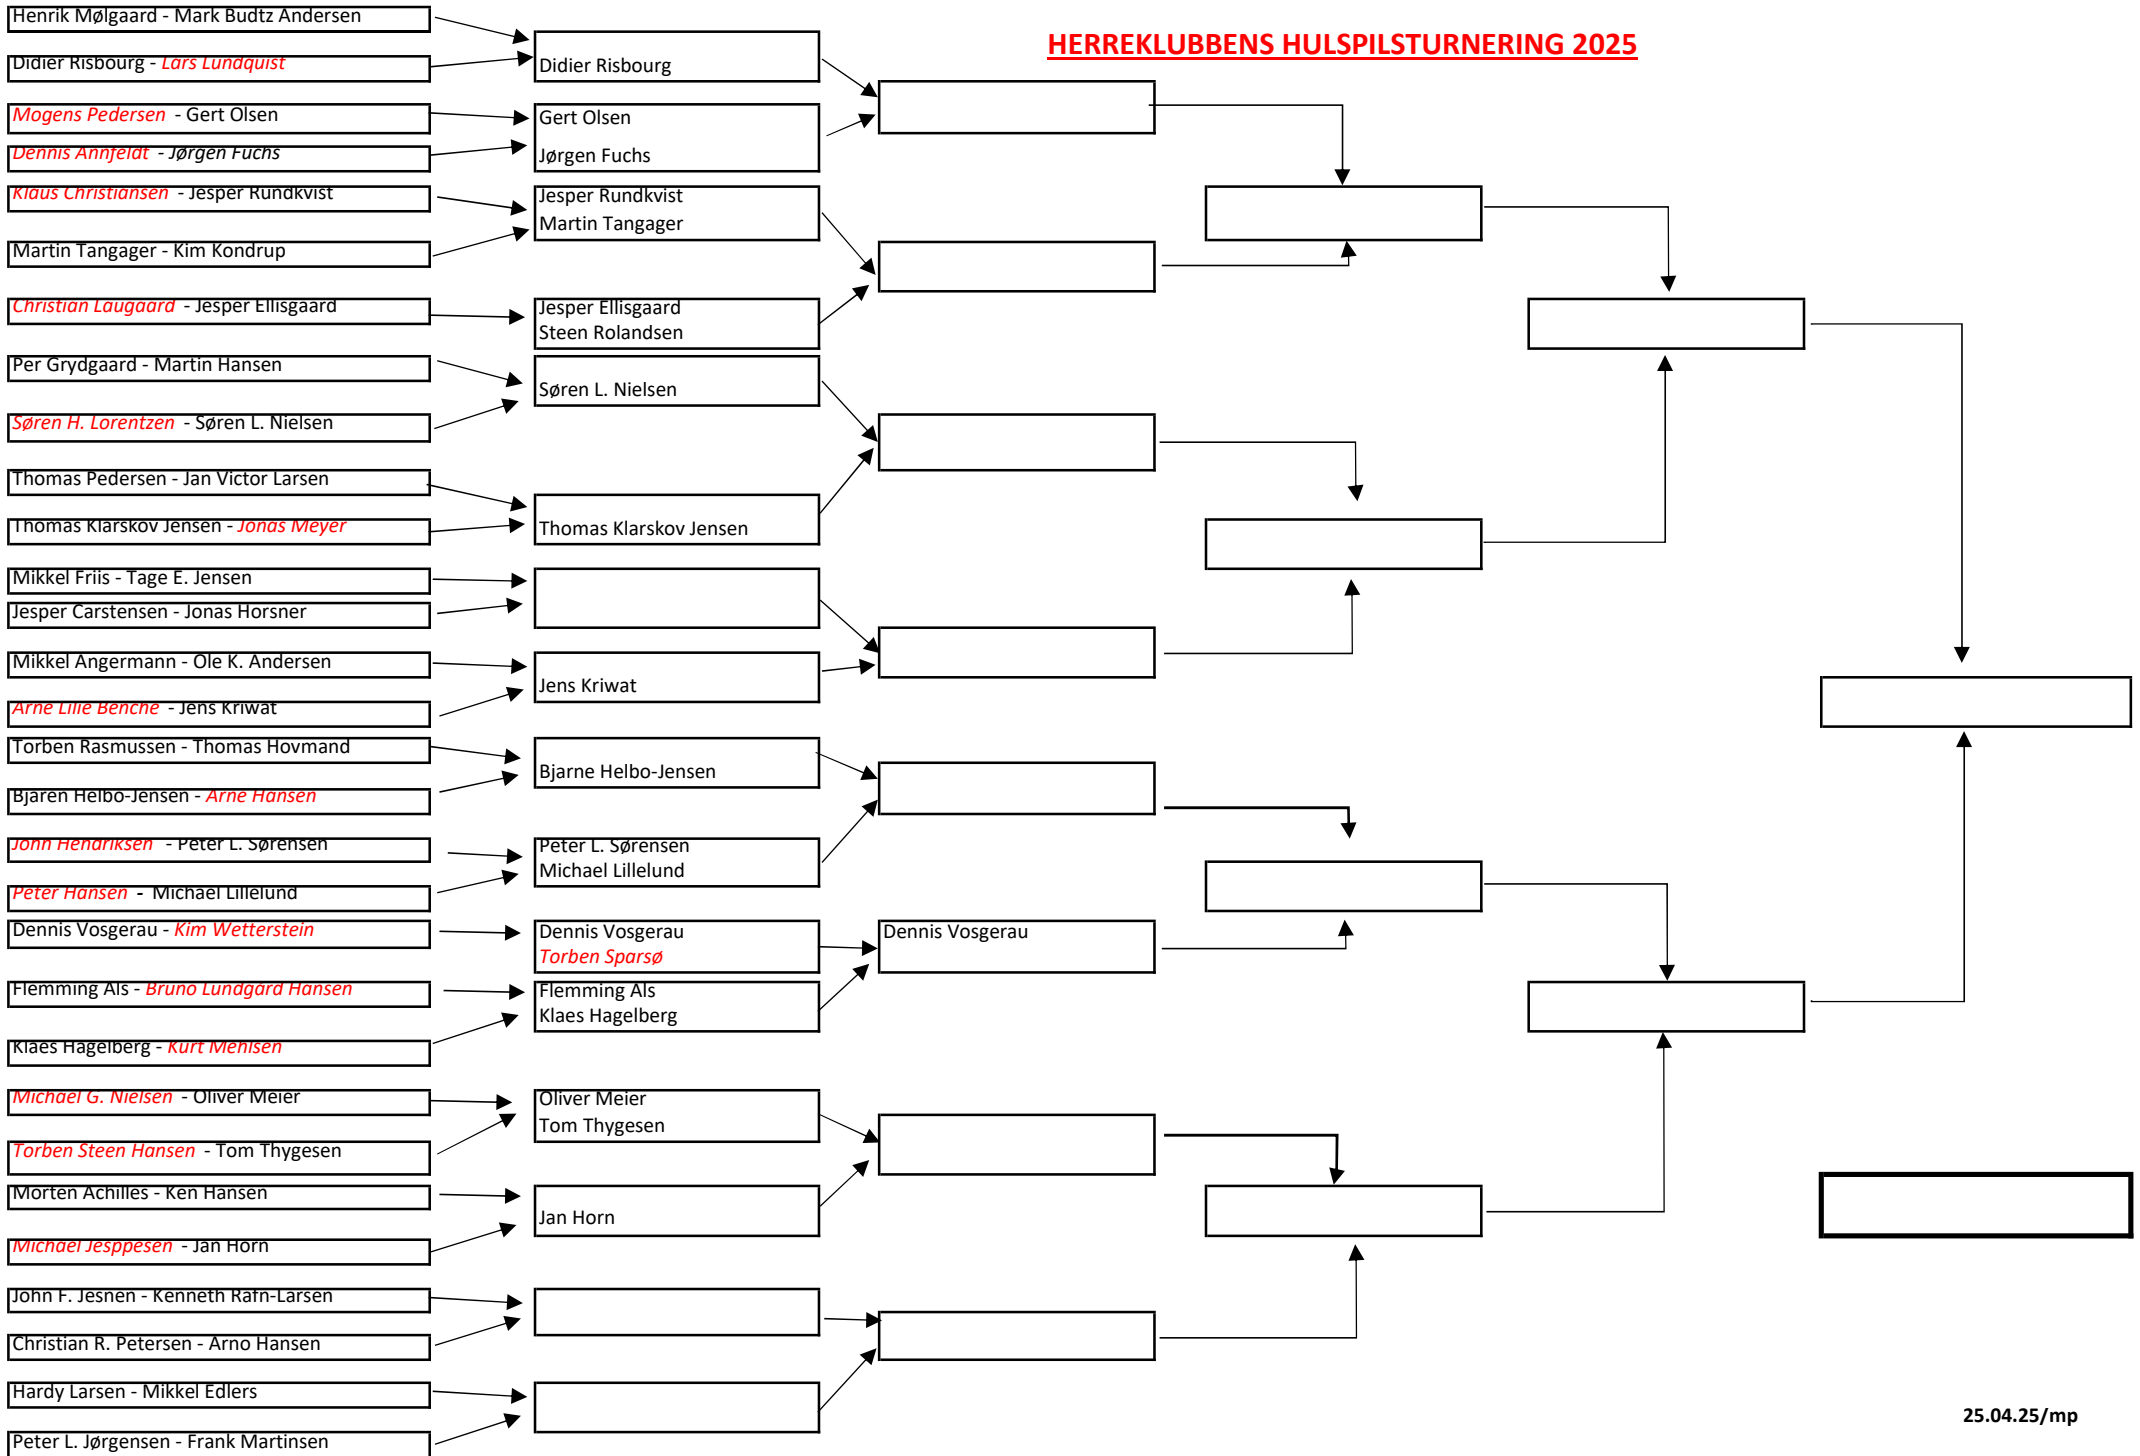 HERREKLUBBENS HULSPILSTURNERING 2025
Henrik Mølgaard - Mark Budtz Andersen
Didier Risbourg - Lars Lundquist
Mogens Pedersen - Gert Olsen
Dennis Annfeldt - Jørgen Fuchs
Klaus Christiansen - Jesper Rundkvist
Martin Tangager - Kim Kondrup
Christian Laugaard - Jesper Ellisgaard
Per Grydgaard - Martin Hansen
Søren H. Lorentzen - Søren L. Nielsen
Thomas Pedersen - Jan Victor Larsen
Thomas Klarskov Jensen - Jonas Meyer
Mikkel Friis - Tage E. Jensen
Jesper Carstensen - Jonas Horsner
Mikkel Angermann - Ole K. Andersen
Arne Lilie Benche - Jens Kriwat
Torben Rasmussen - Thomas Hovmand
Bjaren Helbo-Jensen - Arne Hansen
John Hendriksen - Peter L. Sørensen
Peter Hansen - Michael Lillelund
Dennis Vosgerau - Kim Wetterstein
Flemming Als - Bruno Lundgard Hansen
Klaes Hagelberg - Kurt Mehlsen
Michael G. Nielsen - Oliver Meier
Torben Steen Hansen - Tom Thygesen
Morten Achilles - Ken Hansen
Michael Jesppesen - Jan Horn
John F. Jesnen - Kenneth Rafn-Larsen
Christian R. Petersen - Arno Hansen
Hardy Larsen - Mikkel Edlers
Peter L. Jørgensen - Frank Martinsen
Didier Risbourg
Gert Olsen
Jørgen Fuchs
Jesper Rundkvist
Martin Tangager
Jesper Ellisgaard
Steen Rolandsen
Søren L. Nielsen
Thomas Klarskov Jensen
Jens Kriwat
Bjarne Helbo-Jensen
Peter L. Sørensen
Michael Lillelund
Dennis Vosgerau
Torben Sparsø
Flemming Als
Klaes Hagelberg
Oliver Meier
Tom Thygesen
Jan Horn
Dennis Vosgerau
25.04.25/mp